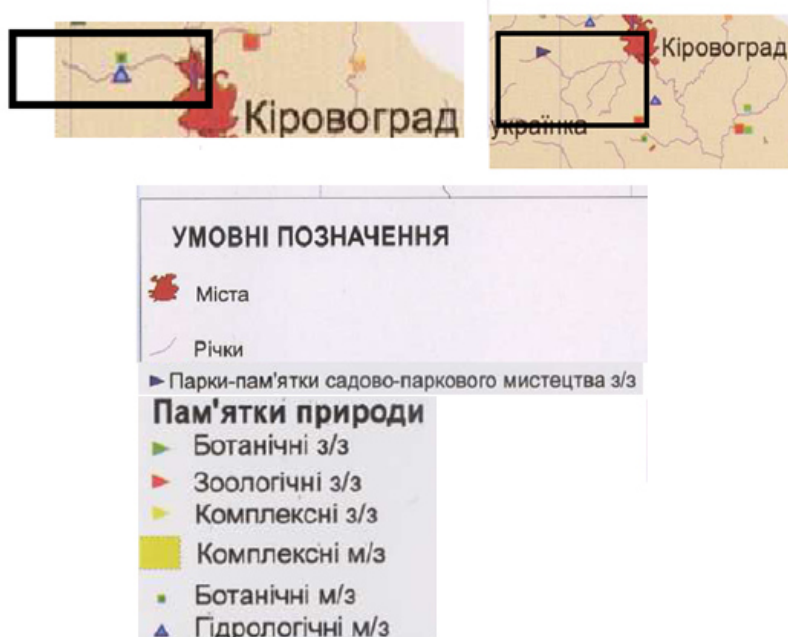 Кіровоград
Кіровоград
українка
УМОВНІ ПОЗНАЧЕННЯ
Міста
Річки
Парки-пам'ятки садово-паркового мистецтва з/з
Пам'ятки природи
Ботанічні з/з
Зоологічні з/з
Комплексні з/з
Комплексні м/з
Ботанічні м/з
Гідрологічні м/з